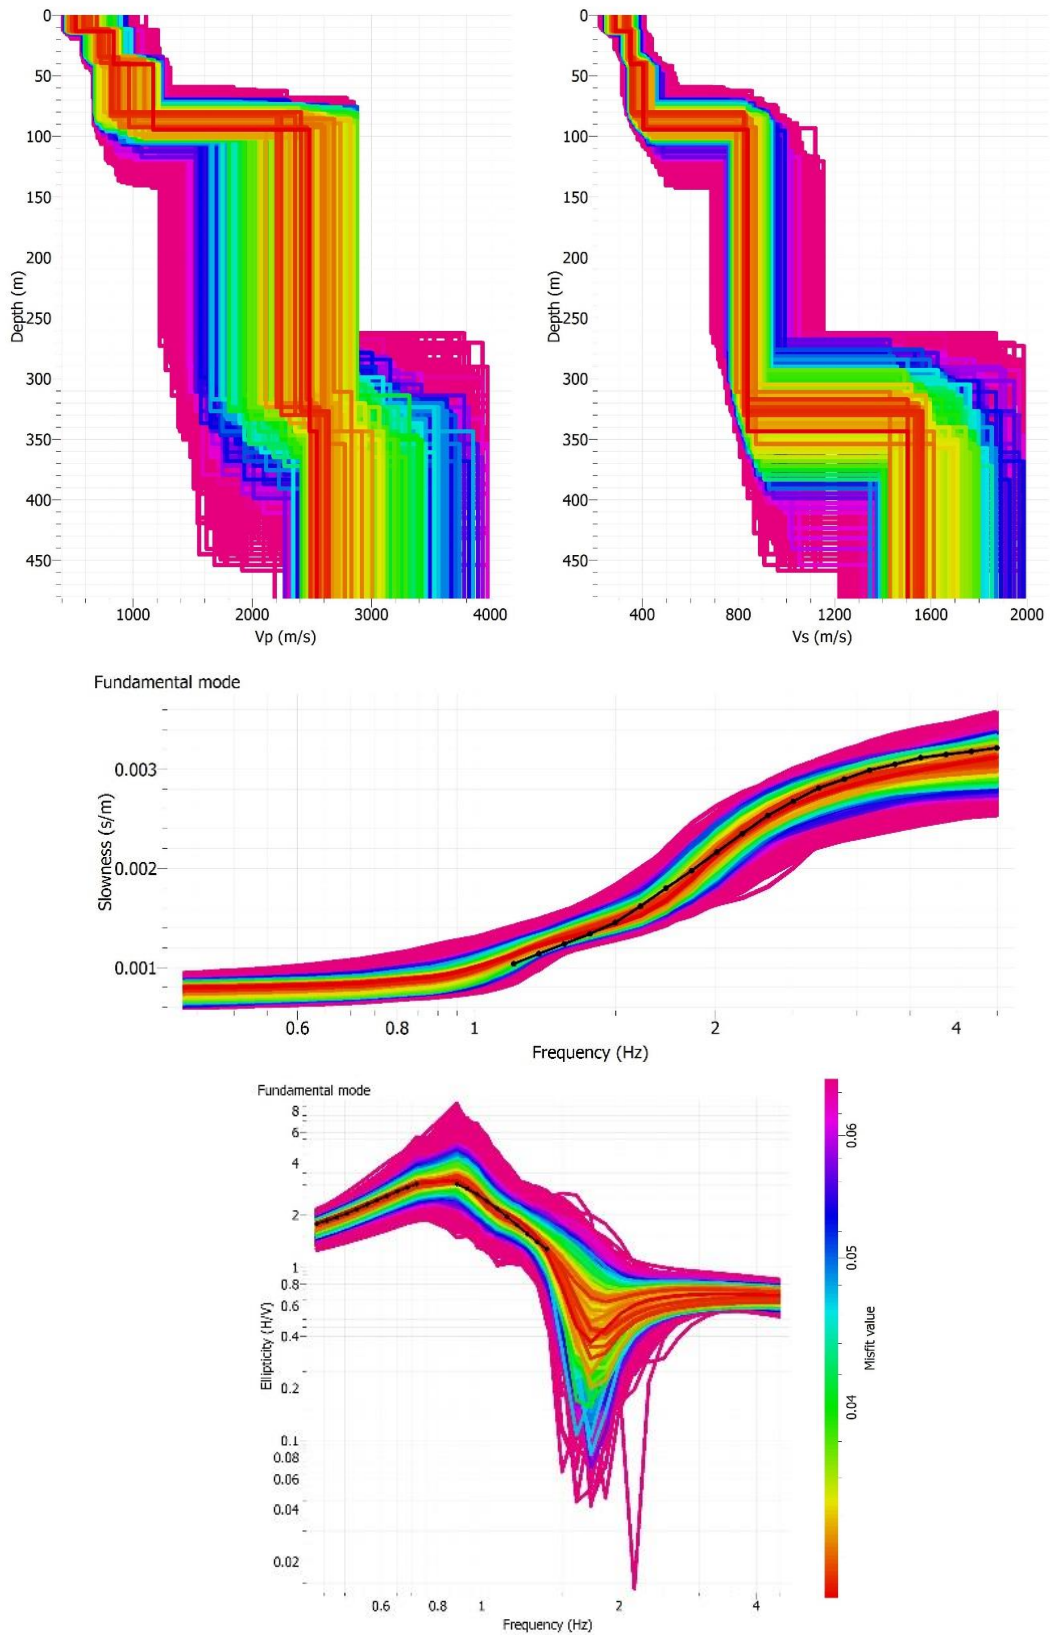 0
50
100
150
200
250
300
350
400
450
Depth (m)
1000 2000 3000 4000
Vp (m/s)
0
50
100
150
200
250
300
350
400
450
Depth (m)
400 800 1200 1600 2000
Vs (m/s)
Fundamental mode
0.003
0.002
0.001
Slowness (s/m)
0.6 0.8 1 2 4
Frequency (Hz)
Fundamental mode
8
6
4
2
1
0.8
0.6
0.4
0.2
0.1
0.08
0.06
0.04
0.02
Ellipticity (H/V)
0.6 0.8 1 2 4
Frequency (Hz)
0.06
0.05
0.04
Misfit value